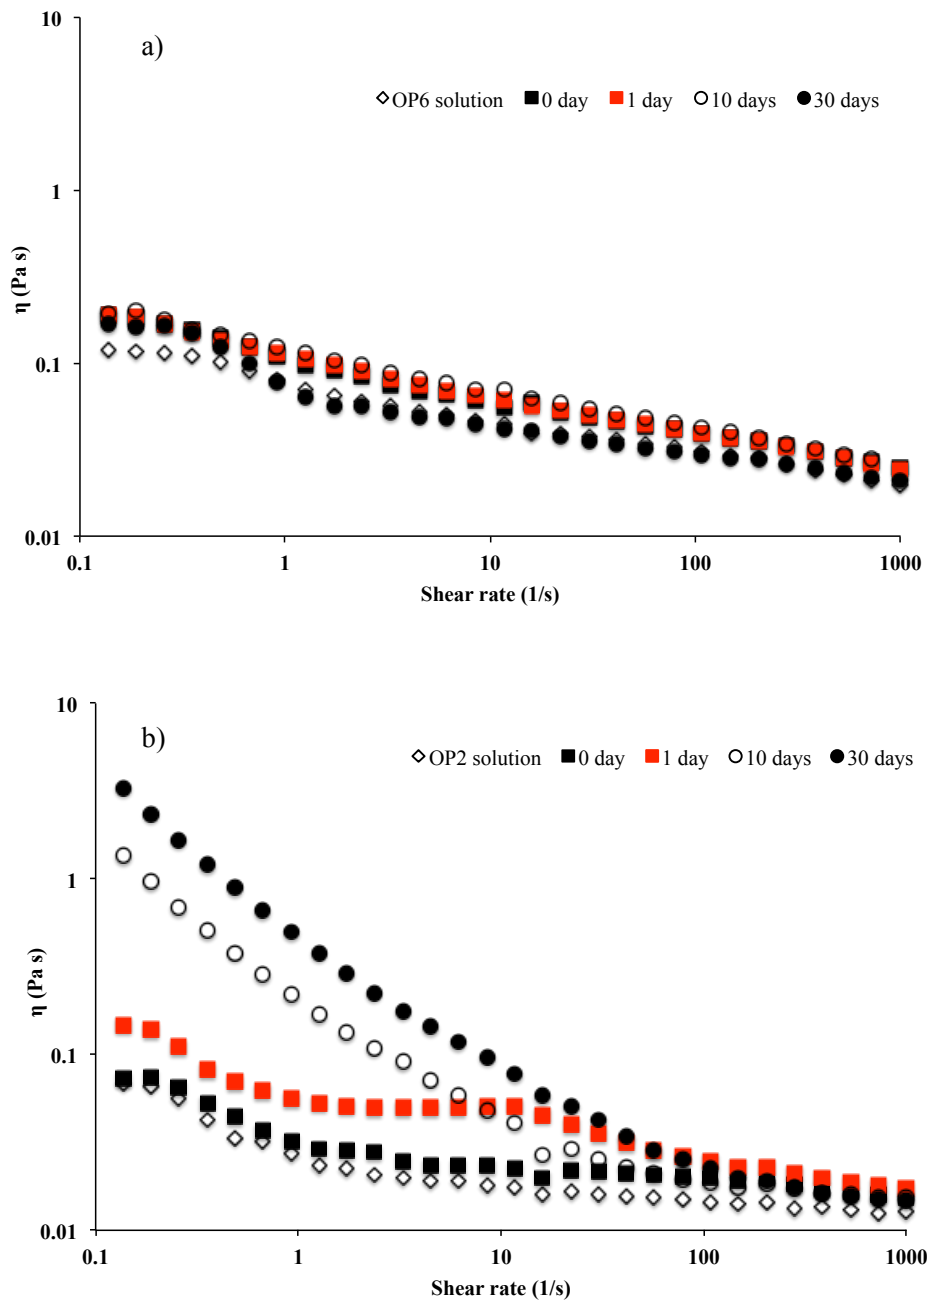 a)
10
OP6 solution 0 day 1 day 10 days 30 days
1
η (Pa s)
0.1
0.01
0.1 1 10 100 1000
Shear rate (1/s)
b)
10
OP2 solution 0 day 1 day 10 days 30 days
1
η (Pa s)
0.1
0.01
0.1 1 10 100 1000
Shear rate (1/s)